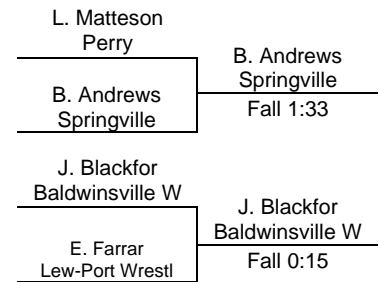 L. Matteson
Perry
B. Andrews
Springville
B. Andrews
Springville
Fall 1:33
J. Blackfor
Baldwinsville W
E. Farrar
Lew-Port Wrestl
J. Blackfor
Baldwinsville W
Fall 0:15